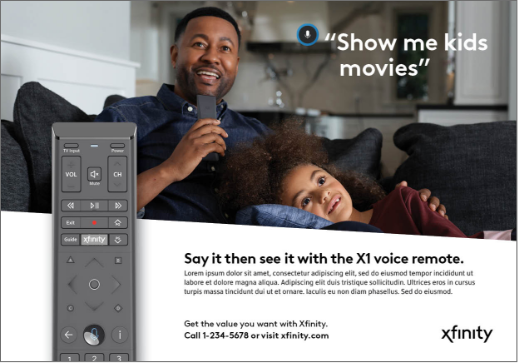 “Show me kids
movies”
TV Input
Power
VOL
Mute
CH
Exit
Guide
xfinity
Say it then see it with the X1 voice remote.
Lorem ipsum dolor sit amet, consectetur adipiscing elit, sed do eiusmod tempor incididunt ut
labore et dolore magna aliqua. Adipiscing elit duis tristique sollicitudin. Ultrices eros in cursus
turpis massa tincidunt dui ut et ornare. Iaculis eu non diam phasellus. Sed do eiusmod.
Get the value you want with Xfinity.
Call 1-234-5678 or visit xfinity.com
xfinity
1
2
3